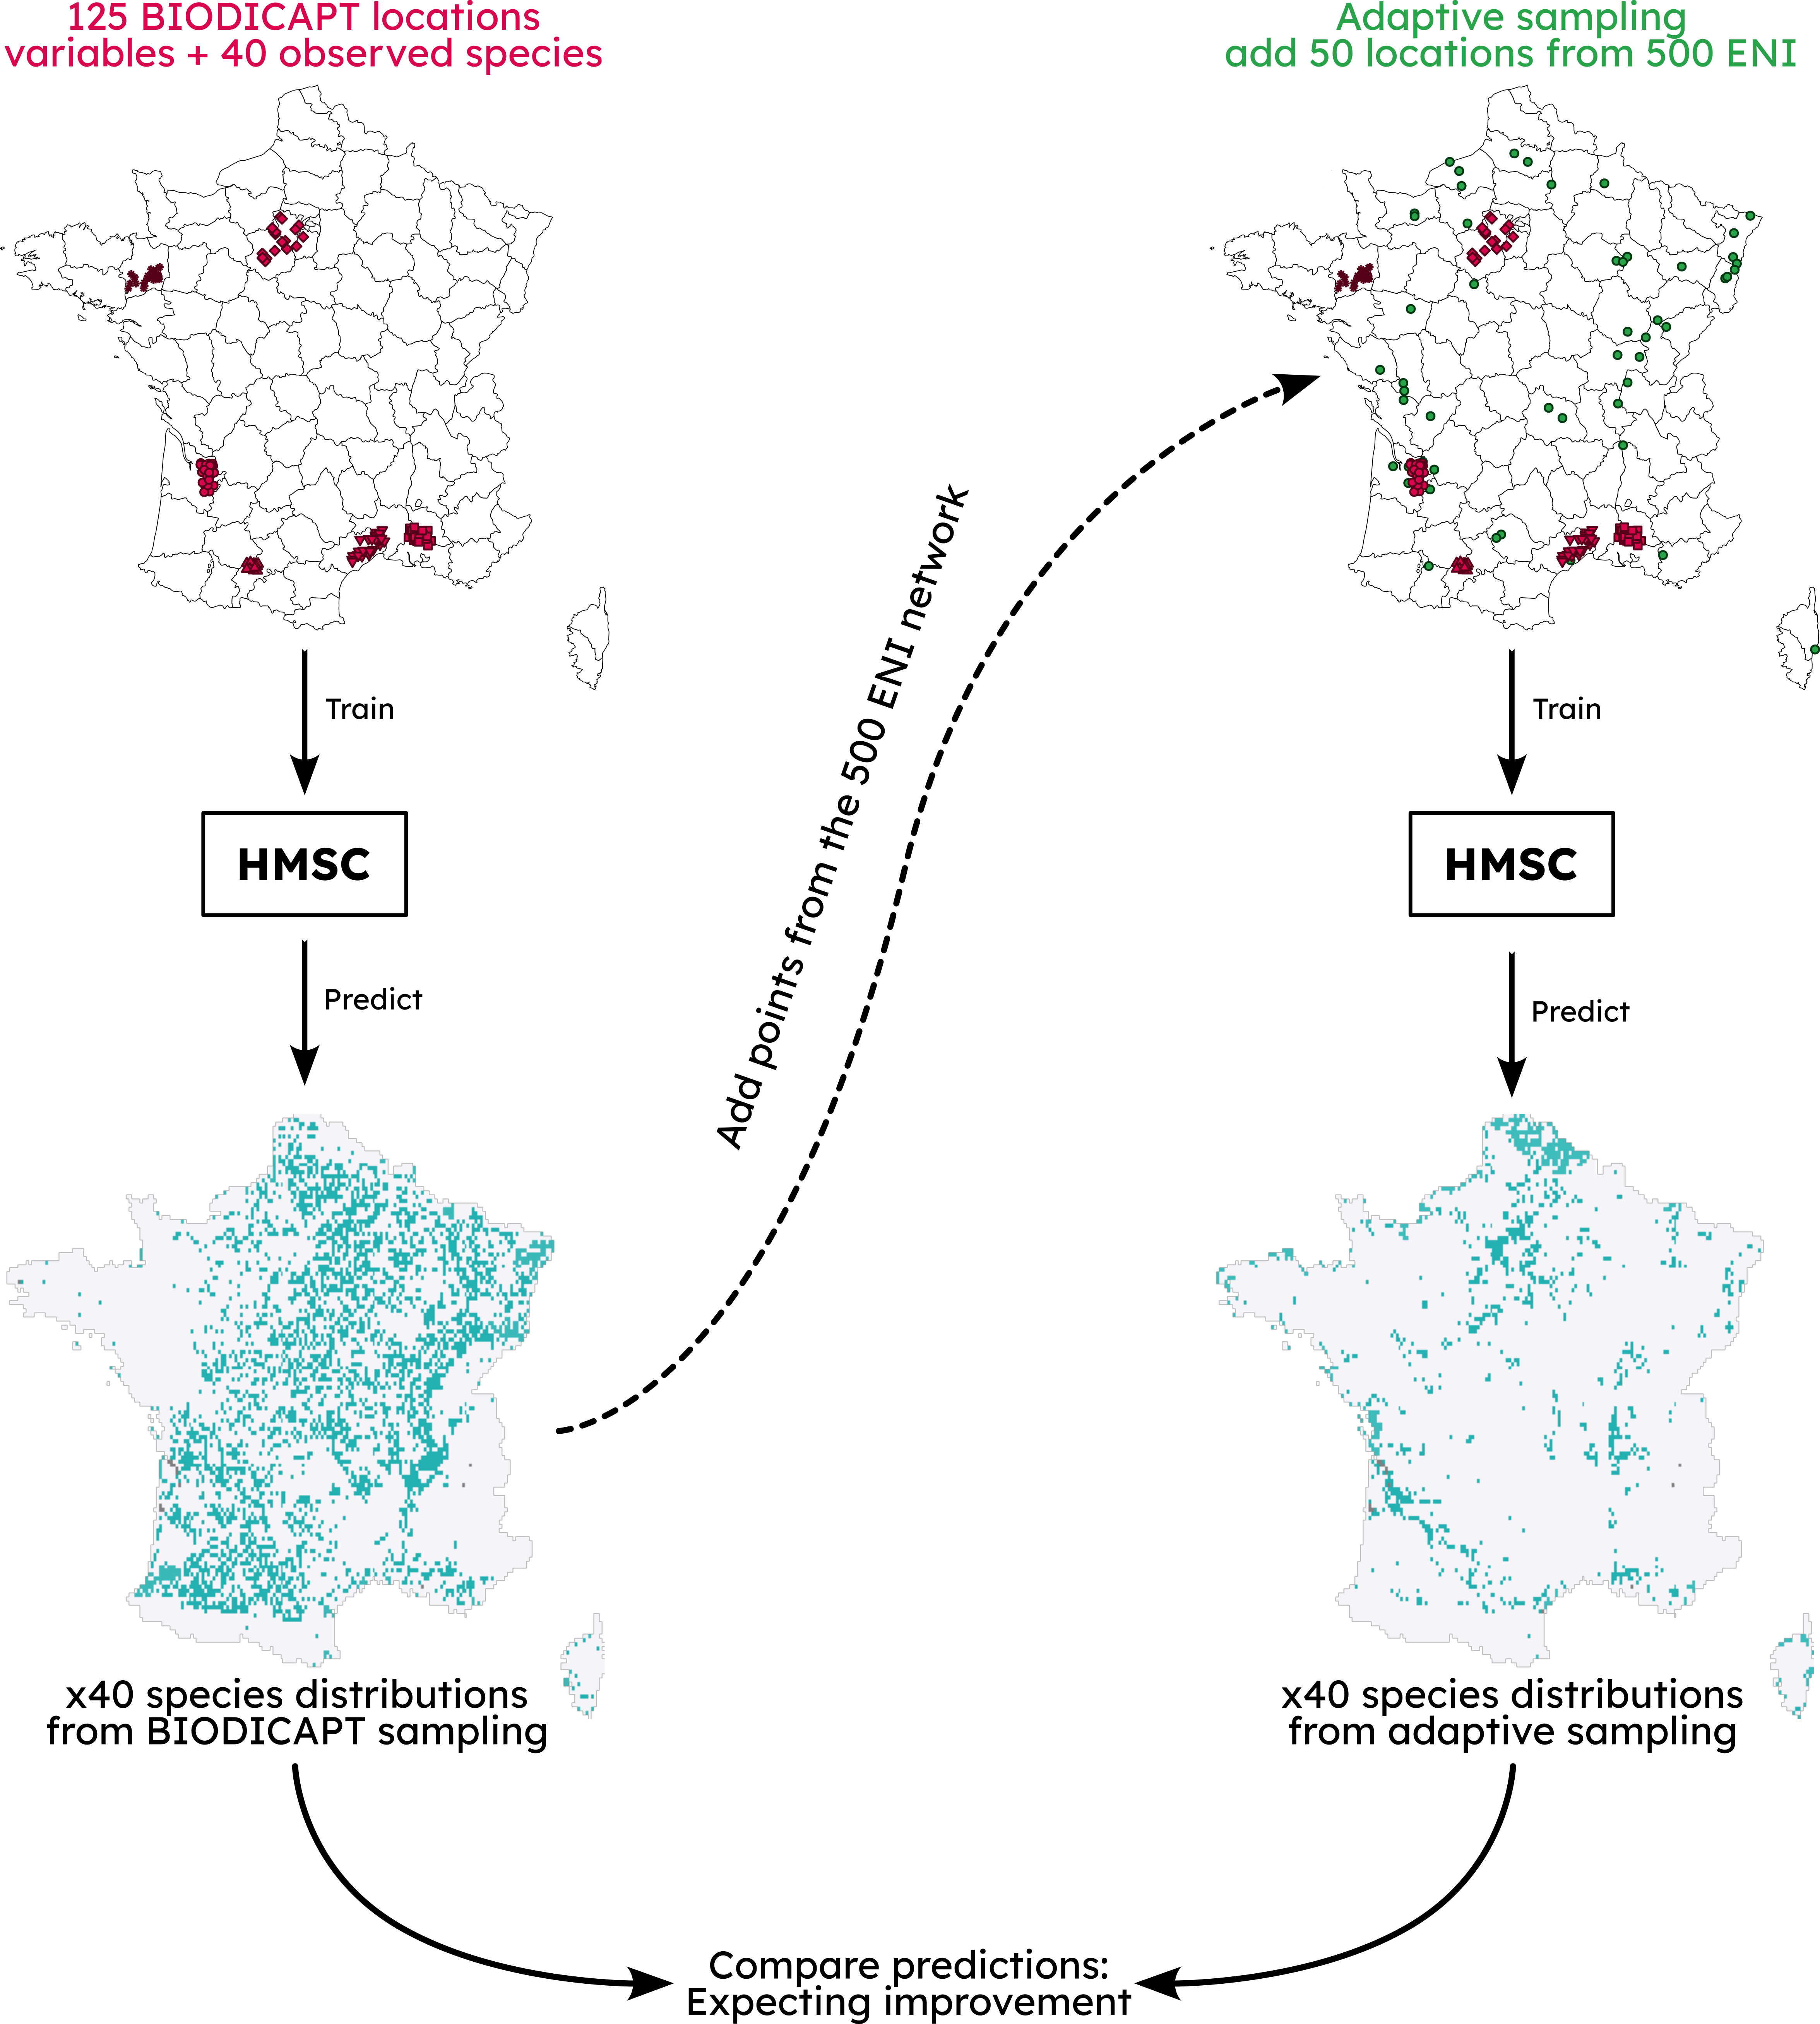 125 BIODICAPT locations
variables + 40 observed species
Train
HMSC
Predict
x40 species distributions
from BIODICAPT sampling
Add points from the 500 ENI network
Adaptive sampling
add 50 locations from 500 ENI
Train
HMSC
Predict
x40 species distributions
from adaptive sampling
Compare predictions:
Expecting improvement